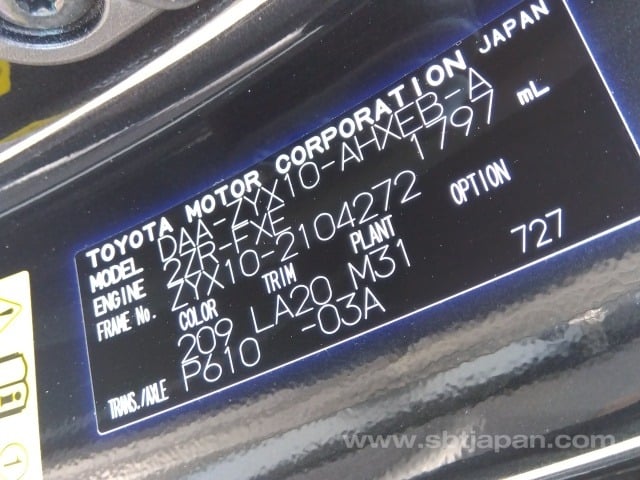 TOYOTA MOTOR CORPORATION JAPAN
MODEL DAA-ZYX10-AHXEB-A
ENGINE 2ZR-FXE 1797 mL
FRAME No. ZYX10-2104272
COLOR TRIM PLANT OPTION
209 LA20 M31 727
TRANS./AXLE P610 -03A
1
www.sbtjapan.com